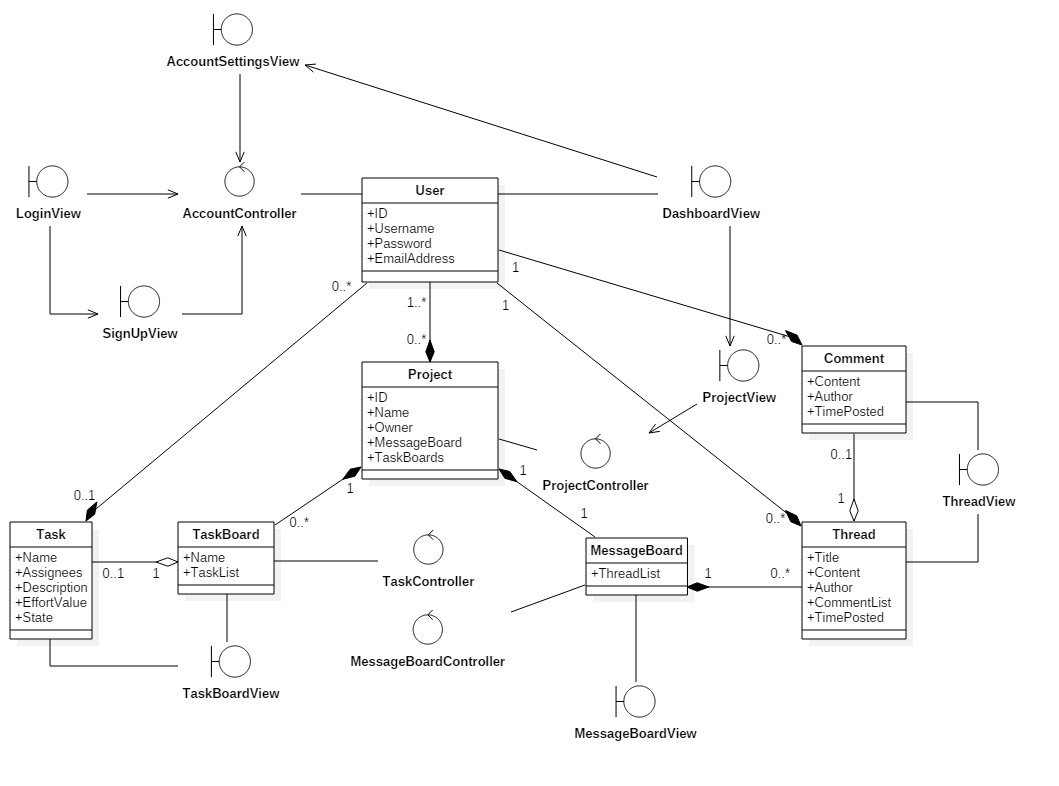 AccountSettingsView
LoginView
AccountController
User
+ID
+Username
+Password
+EmailAddress
DashboardView
SignUpView
0..*
1..*
0..*
1
1
0..*
Project
+ID
+Name
+Owner
+MessageBoard
+TaskBoards
ProjectView
Comment
+Content
+Author
+TimePosted
ProjectController
ThreadView
0..1
1
0..*
1
1
0..*
0..1
1
Task
+Name
+Assignees
+Description
+EffortValue
+State
0..1
1
TaskBoard
+Name
+TaskList
TaskController
MessageBoard
+ThreadList
1
0..*
Thread
+Title
+Content
+Author
+CommentList
+TimePosted
MessageBoardController
TaskBoardView
MessageBoardView